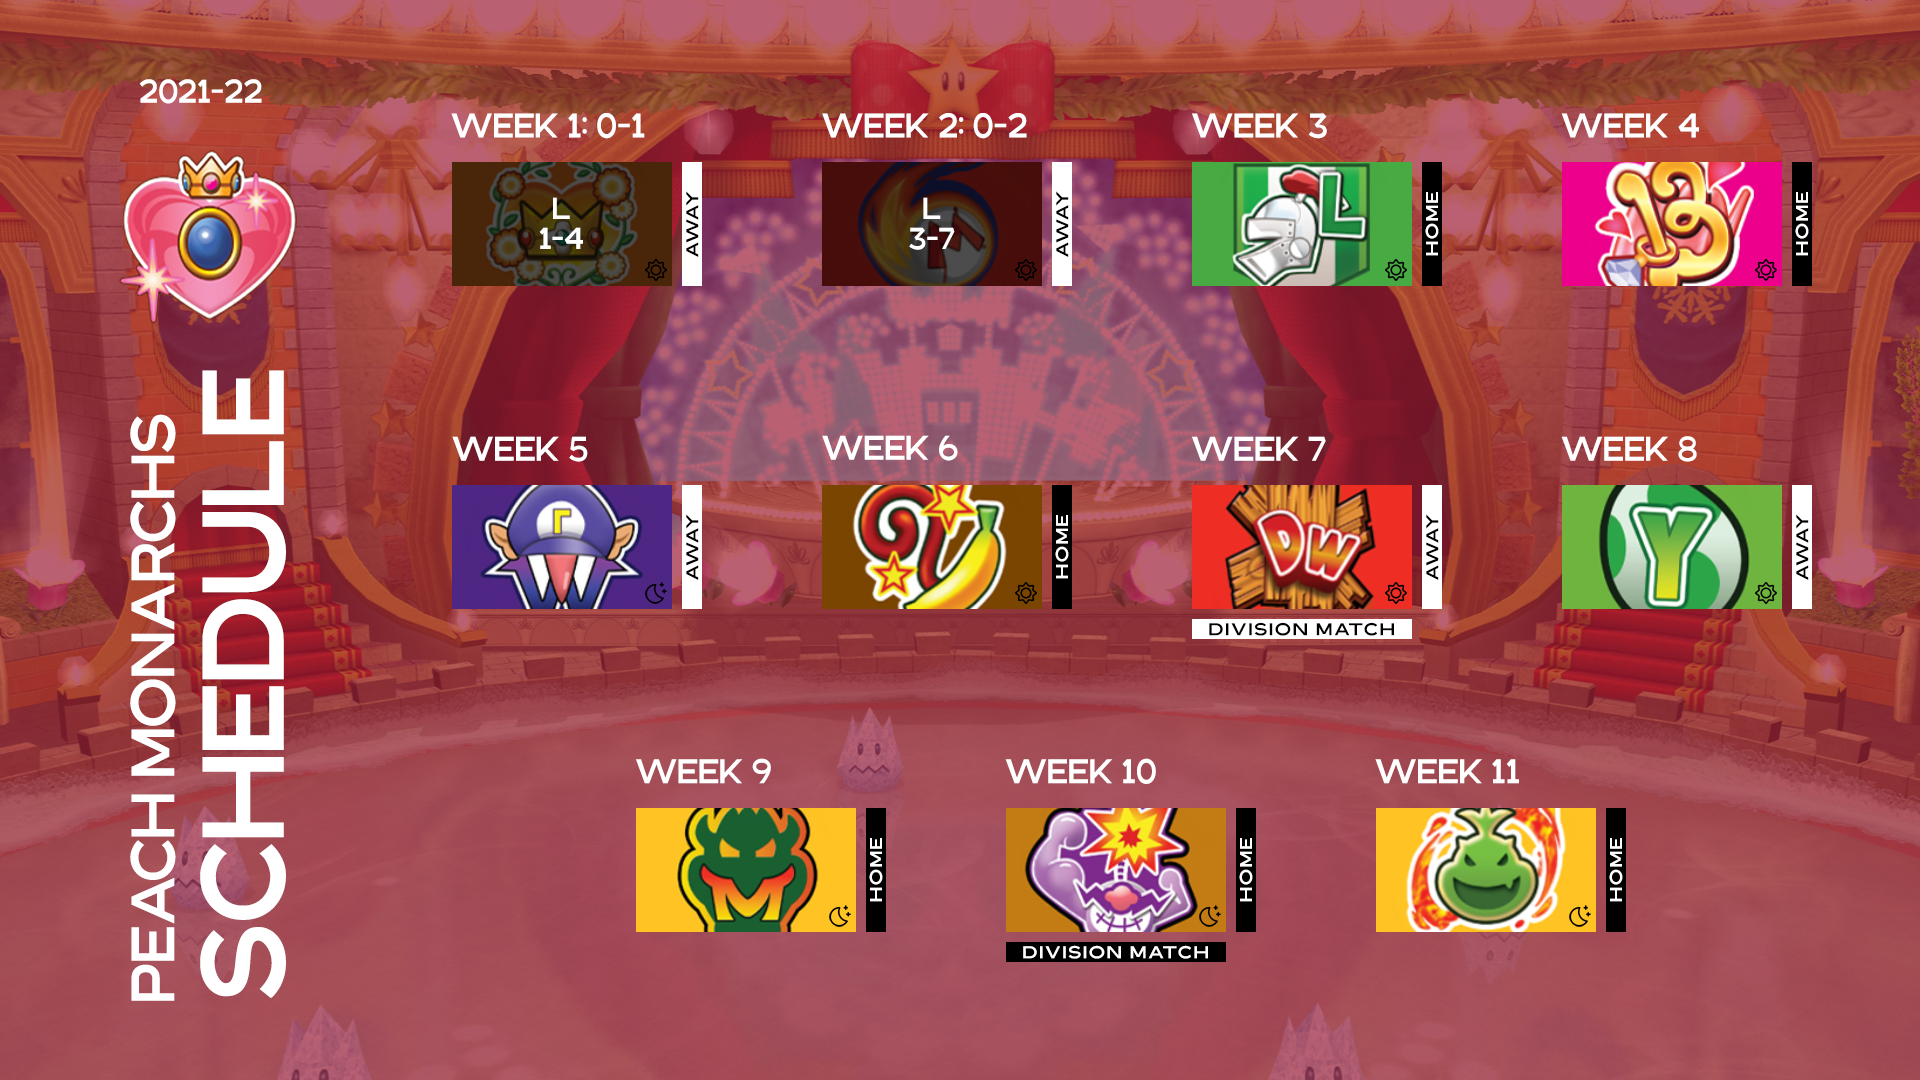 2021-22
PEACH MONARCHS
SCHEDULE
WEEK 1: 0-1
L
1-4
AWAY
WEEK 2: 0-2
L
3-7
AWAY
WEEK 3
L
HOME
WEEK 4
13
HOME
WEEK 5
Γ
W
AWAY
WEEK 6
HOME
WEEK 7
DW
AWAY
DIVISION MATCH
WEEK 8
Y
AWAY
WEEK 9
M
HOME
WEEK 10
HOME
DIVISION MATCH
WEEK 11
HOME